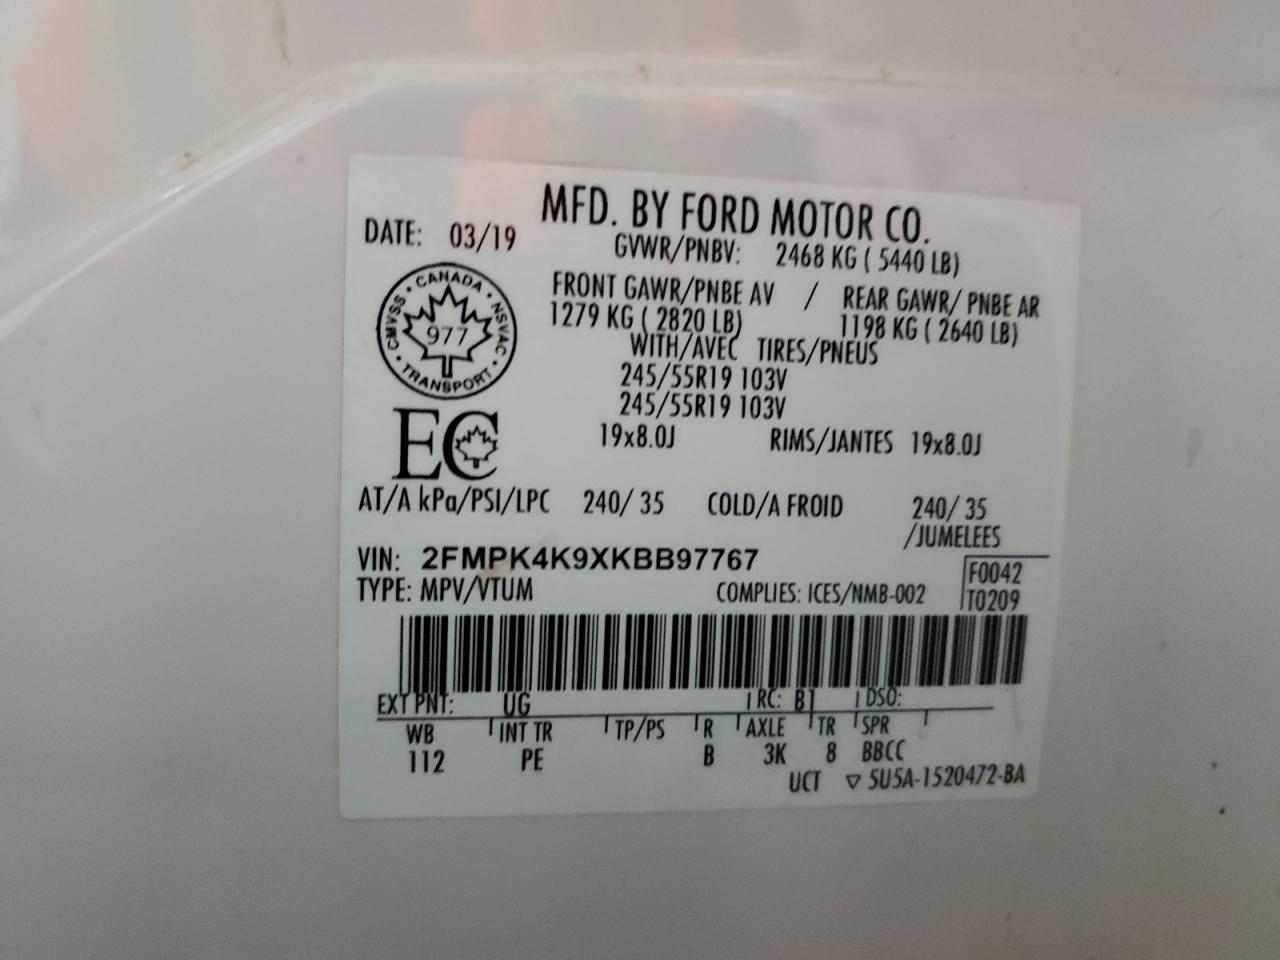 MFD. BY FORD MOTOR CO.
DATE: 03/19
GVWR/PNBV: 2468 KG ( 5440 LB)
FRONT GAWR/PNBE AV / REAR GAWR/ PNBE AR
1279 KG ( 2820 LB) 1198 KG ( 2640 LB)
WITH/AVEC TIRES/PNEUS
245/55R19 103V
245/55R19 103V
19x8.0J RIMS/JANTES 19x8.0J
CANADA • NSVAC • TRANSPORT • CMVSS •
977
EC
AT/A kPa/PSI/LPC 240/ 35 COLD/A FROID 240/ 35
/JUMELEES
VIN: 2FMPK4K9XKBB97767
TYPE: MPV/VTUM COMPLIES: ICES/NMB-002
F0042
T0209
EXT PNT: UG RC: B1 DSO:
WB INT TR TP/PS R AXLE TR SPR
112 PE B 3K 8 BBCC
UCT ▽ 5U5A-1520472-BA